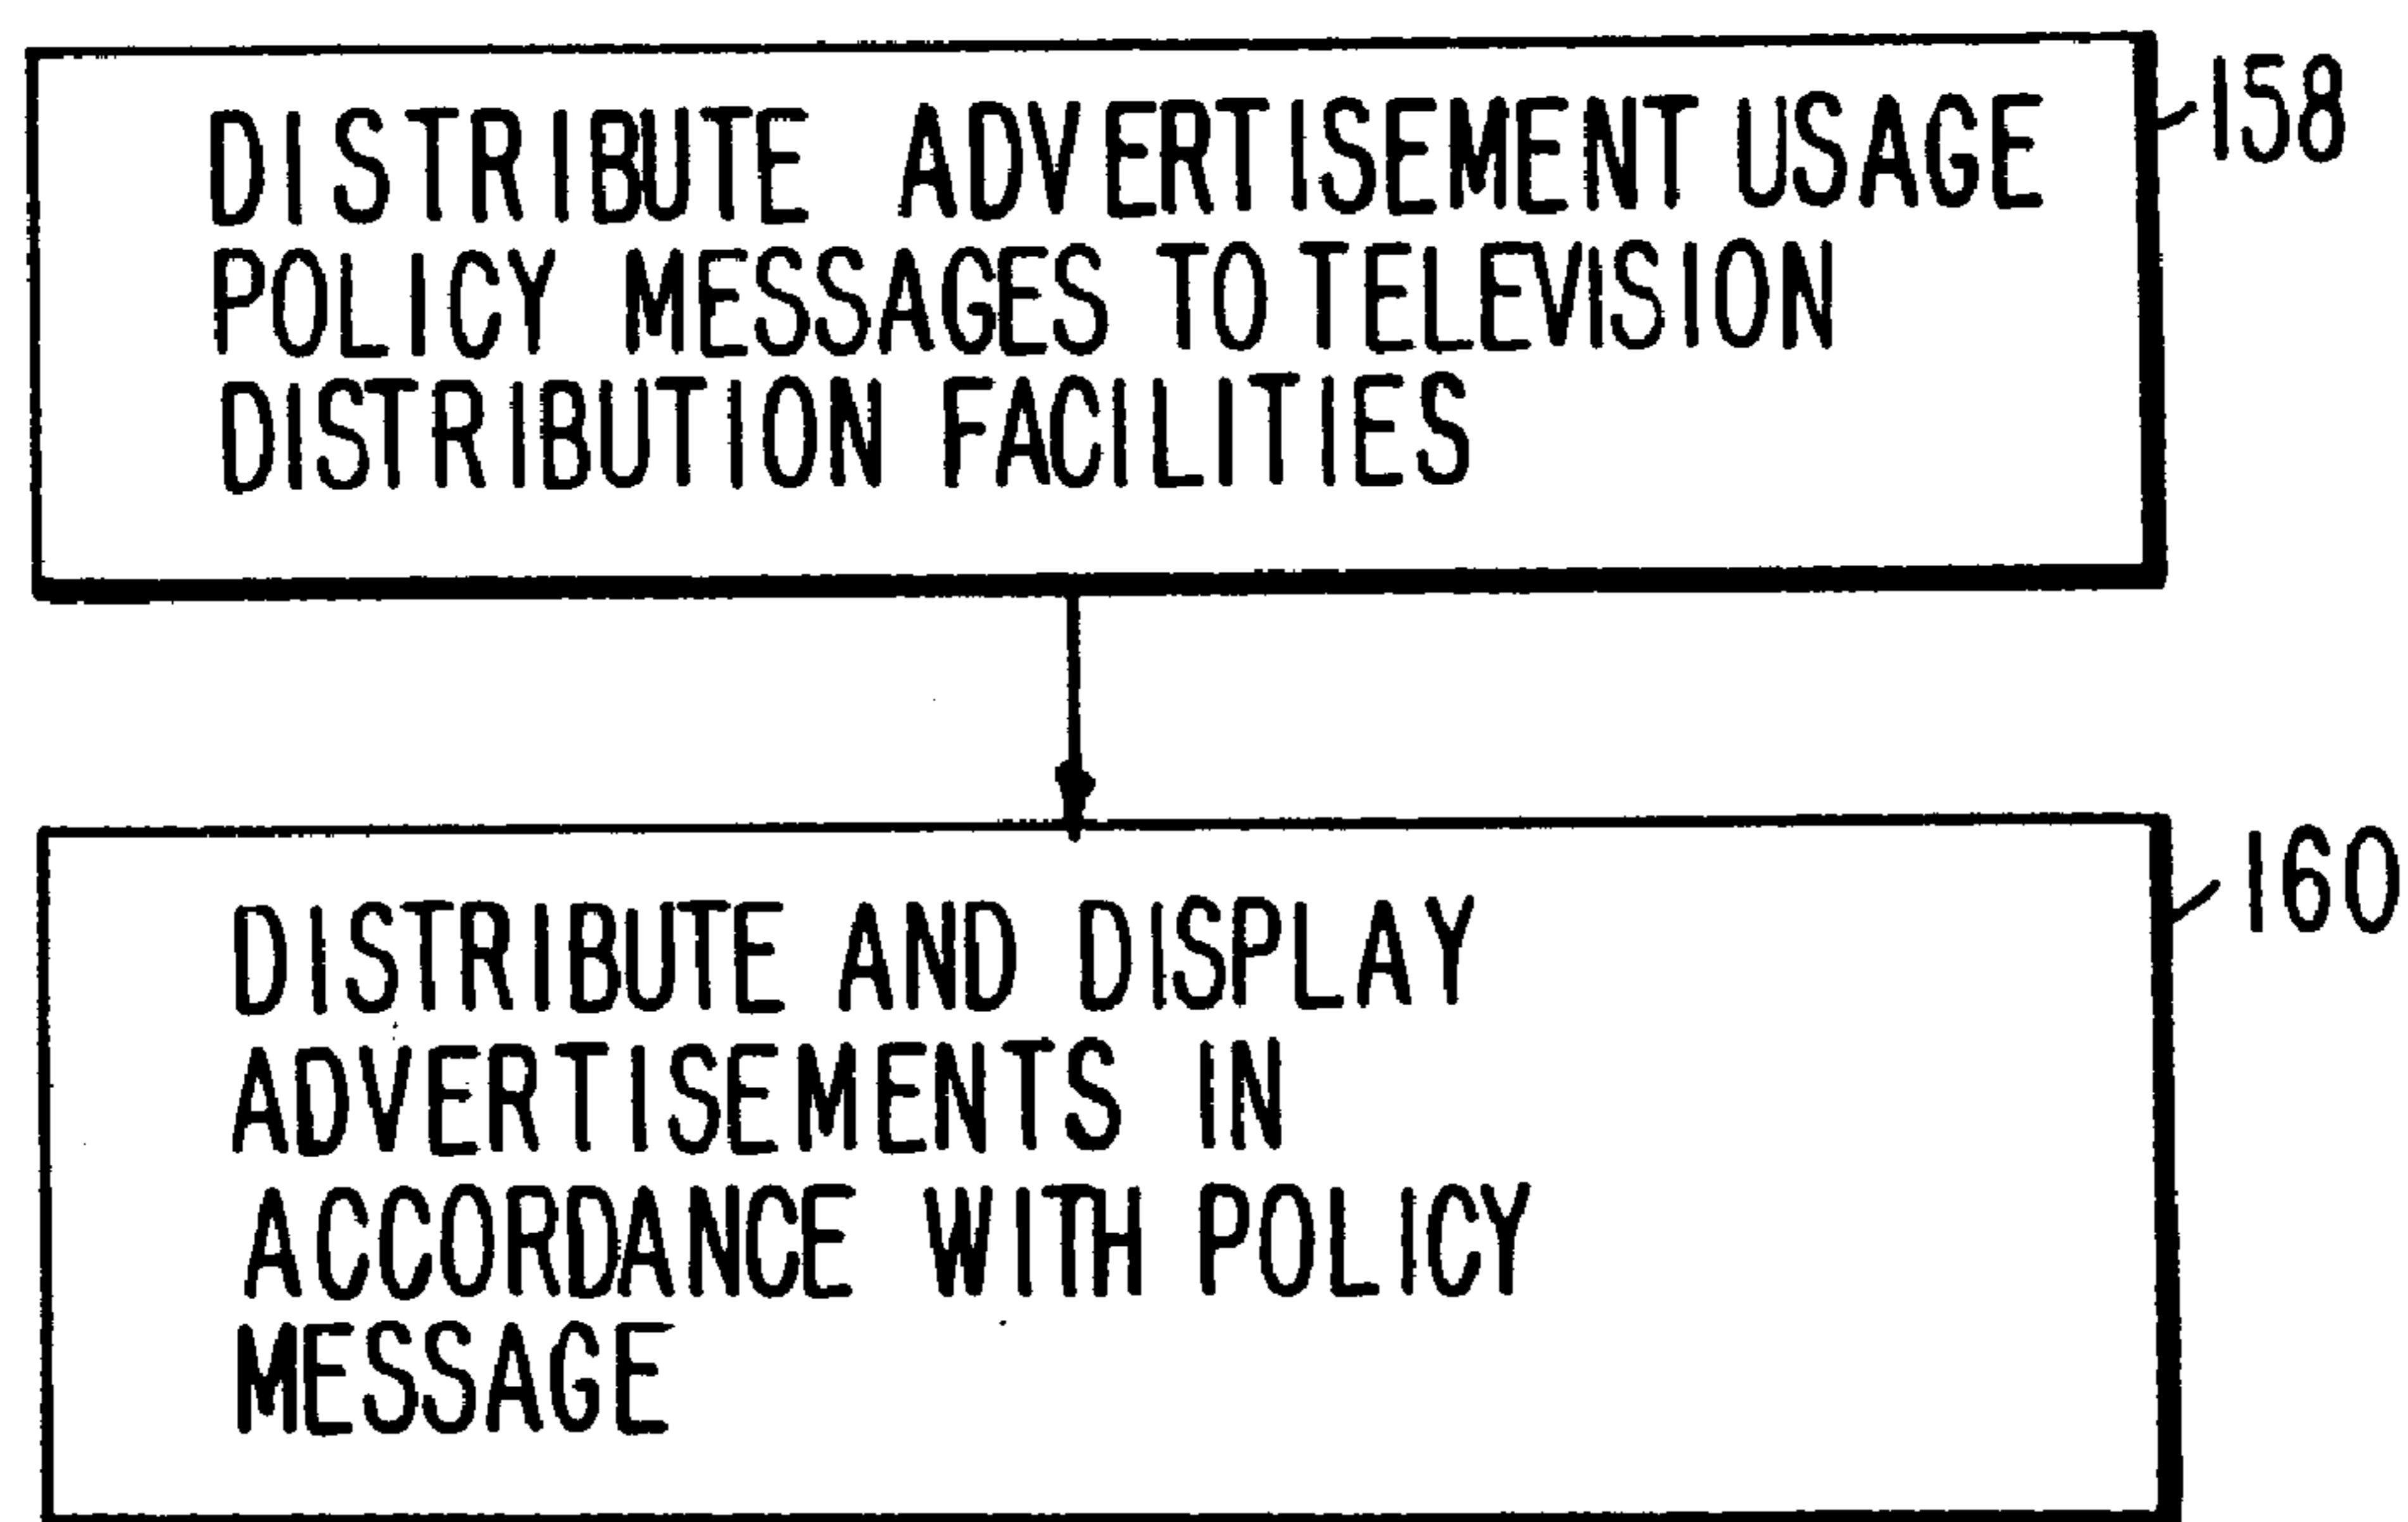 DISTRIBUTE ADVERTISEMENT USAGE
POLICY MESSAGES TO TELEVISION
DISTRIBUTION FACILITIES
158
DISTRIBUTE AND DISPLAY
ADVERTISEMENTS IN
ACCORDANCE WITH POLICY
MESSAGE
160